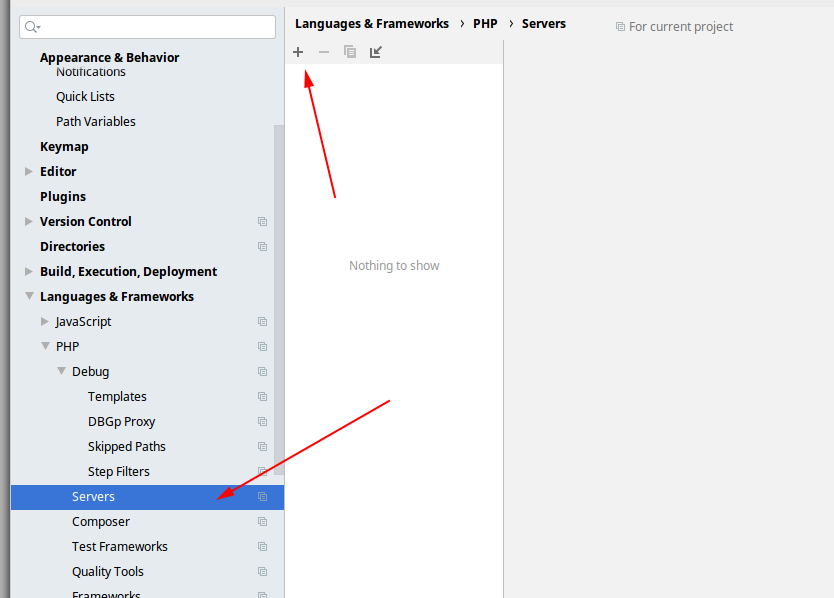 Languages & Frameworks › PHP › Servers
For current project
Appearance & Behavior
Notifications
Quick Lists
Path Variables
Keymap
Editor
Plugins
Version Control
Directories
Build, Execution, Deployment
Languages & Frameworks
JavaScript
PHP
Debug
Templates
DBGp Proxy
Skipped Paths
Step Filters
Servers
Composer
Test Frameworks
Quality Tools
Frameworks
Nothing to show